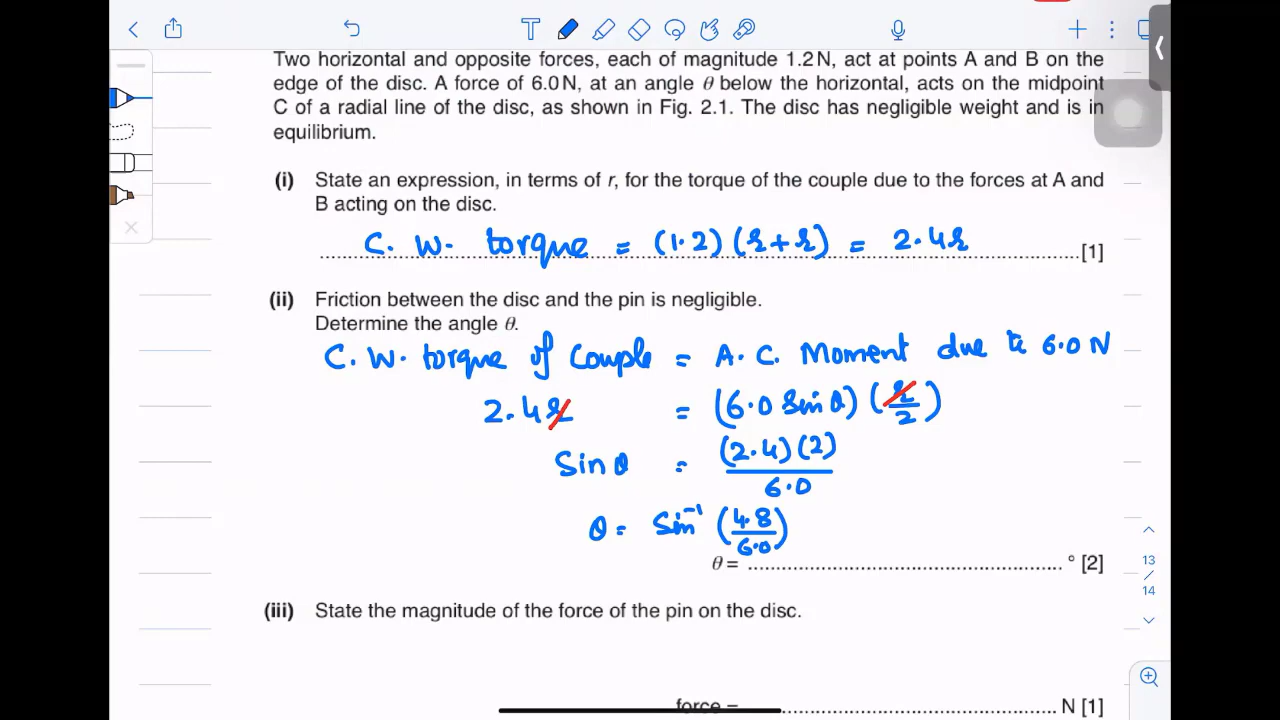 Two horizontal and opposite forces, each of magnitude 1.2 N, act at points A and B on the
edge of the disc. A force of 6.0 N, at an angle θ below the horizontal, acts on the midpoint
C of a radial line of the disc, as shown in Fig. 2.1. The disc has negligible weight and is in
equilibrium.
(i) State an expression, in terms of r, for the torque of the couple due to the forces at A and
B acting on the disc.
C. W. torque = (1.2) (r+r) = 2.4r [1]
(ii) Friction between the disc and the pin is negligible.
Determine the angle θ.
C. W. torque of Couple = A. C. Moment due to 6.0 N
2.4r = (6.0 sin θ) (r/2)
Sin θ = (2.4)(2)/6.0
θ = Sin⁻¹ (4.8/6.0)
θ = ° [2]
13
/
14
(iii) State the magnitude of the force of the pin on the disc.
force = N [1]